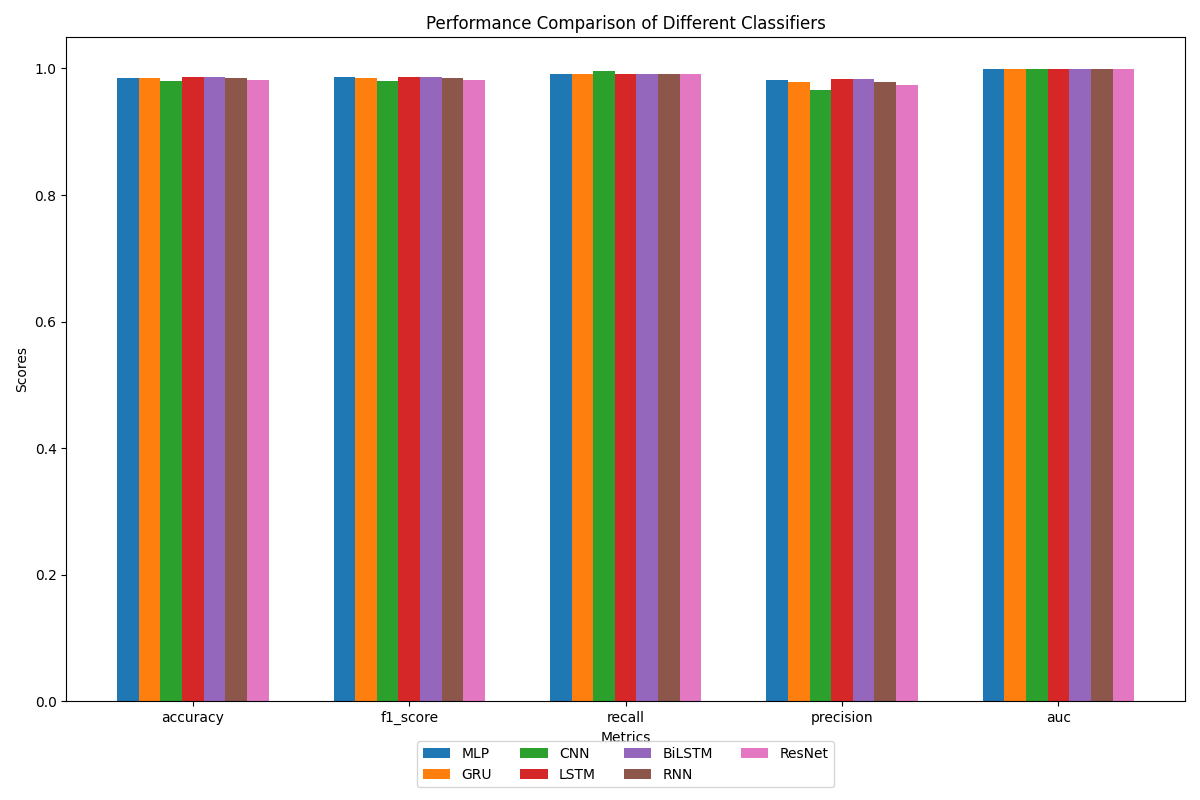 Performance Comparison of Different Classifiers
1.0
0.8
0.6
0.4
0.2
0.0
Scores
accuracy f1_score recall precision auc
Metrics
MLP CNN BiLSTM ResNet
GRU LSTM RNN